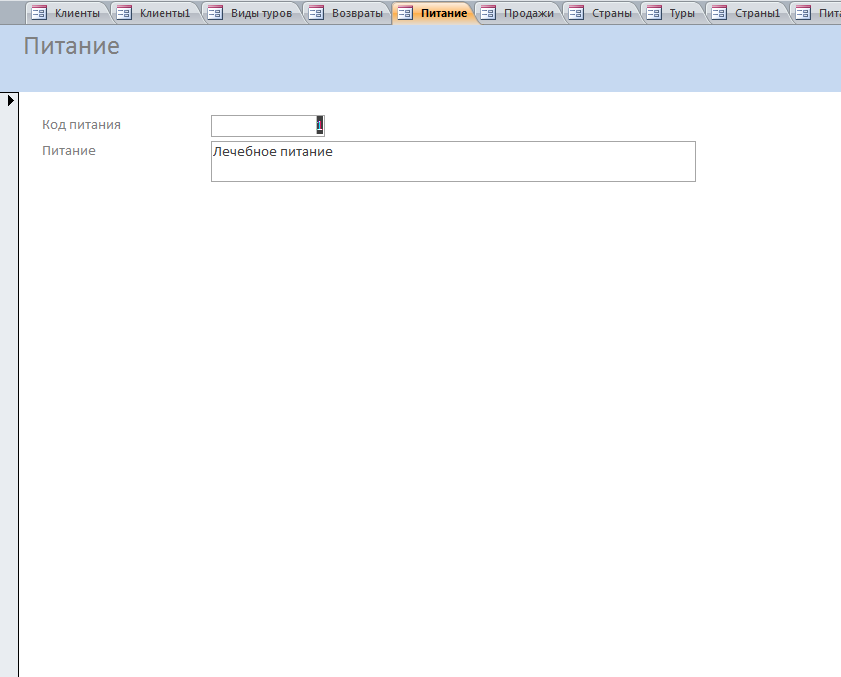 Клиенты Клиенты1 Виды туров Возвраты Питание Продажи Страны Туры Страны1
Питание
Код питания 1
Питание Лечебное питание